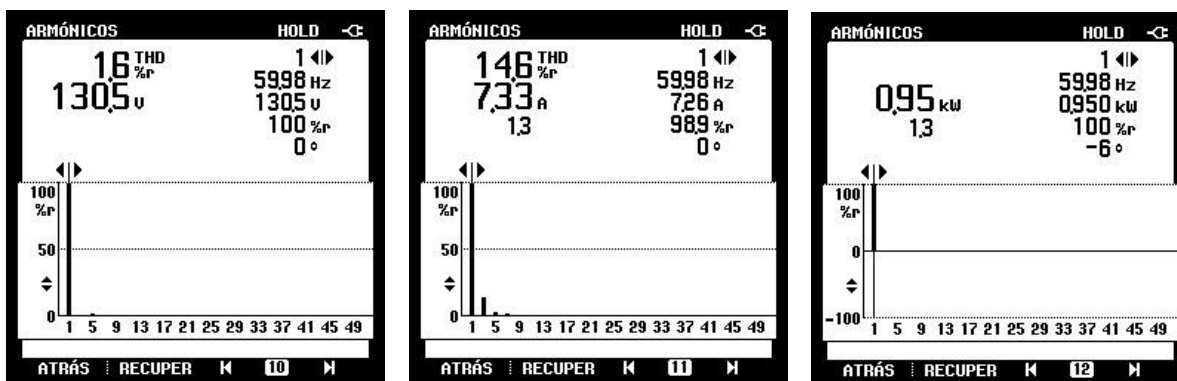 ARMÓNICOS HOLD
1,6 THD %r
130,5 V
1
59,98 Hz
130,5 V
100 %r
0 °
100
%r
50
0
1 5 9 13 17 21 25 29 33 37 41 45 49
ATRÁS RECUPER 10
ARMÓNICOS HOLD
14,6 THD %r
7,33 A
1,3
1
59,98 Hz
7,26 A
98,9 %r
0 °
100
%r
50
0
1 5 9 13 17 21 25 29 33 37 41 45 49
ATRÁS RECUPER 11
ARMÓNICOS HOLD
0,95 kW
1,3
1
59,98 Hz
0,950 kW
100 %r
-6 °
100
%r
0
-100
1 5 9 13 17 21 25 29 33 37 41 45 49
ATRÁS RECUPER 12